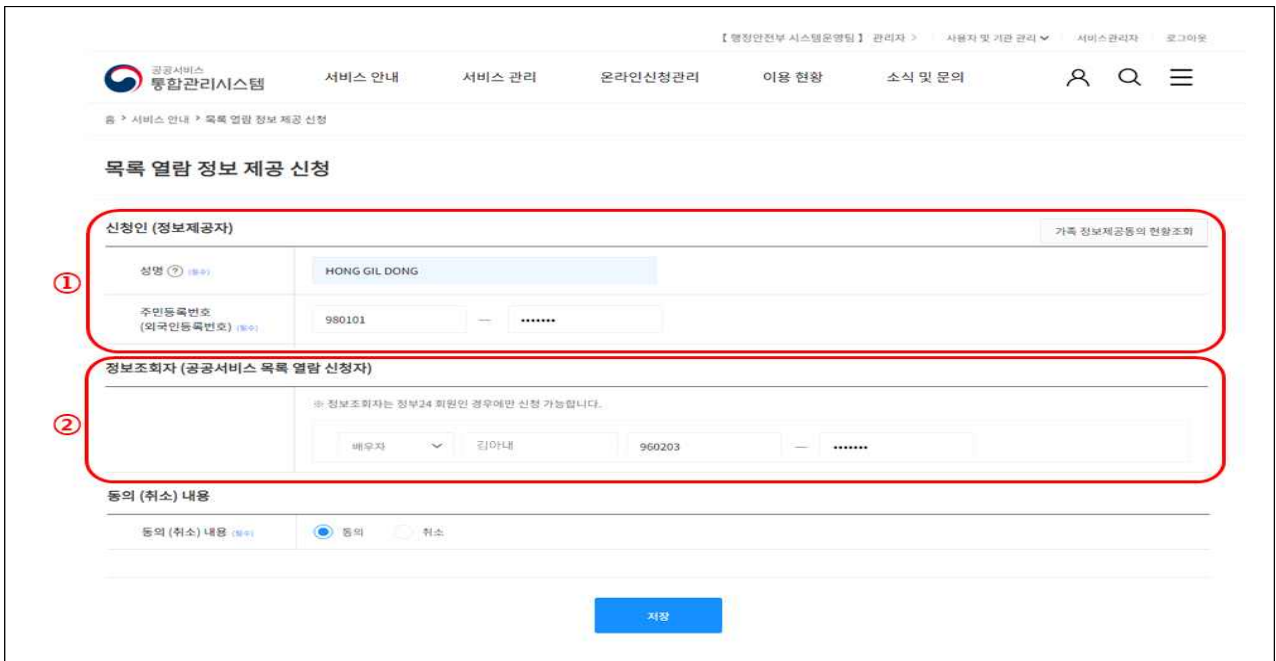 【 행정안전부 시스템운영팀 】 관리자 > 사용자 및 기관 관리 서비스관리자 로그아웃
공공서비스
통합관리시스템 서비스 안내 서비스 관리 온라인신청관리 이용 현황 소식 및 문의
홈 > 서비스 안내 > 목록 열람 정보 제공 신청
목록 열람 정보 제공 신청
신청인 (정보제공자) 가족 정보제공동의 현황조회
①
성명 ? (필수) HONG GIL DONG
주민등록번호
(외국인등록번호) (필수) 980101 — •••••••
정보조회자 (공공서비스 목록 열람 신청자)
②
※ 정보조회자는 정부24 회원인 경우에만 신청 가능합니다.
배우자 김아내 960203 — •••••••
동의 (취소) 내용
동의 (취소) 내용 (필수) 동의 취소
저장